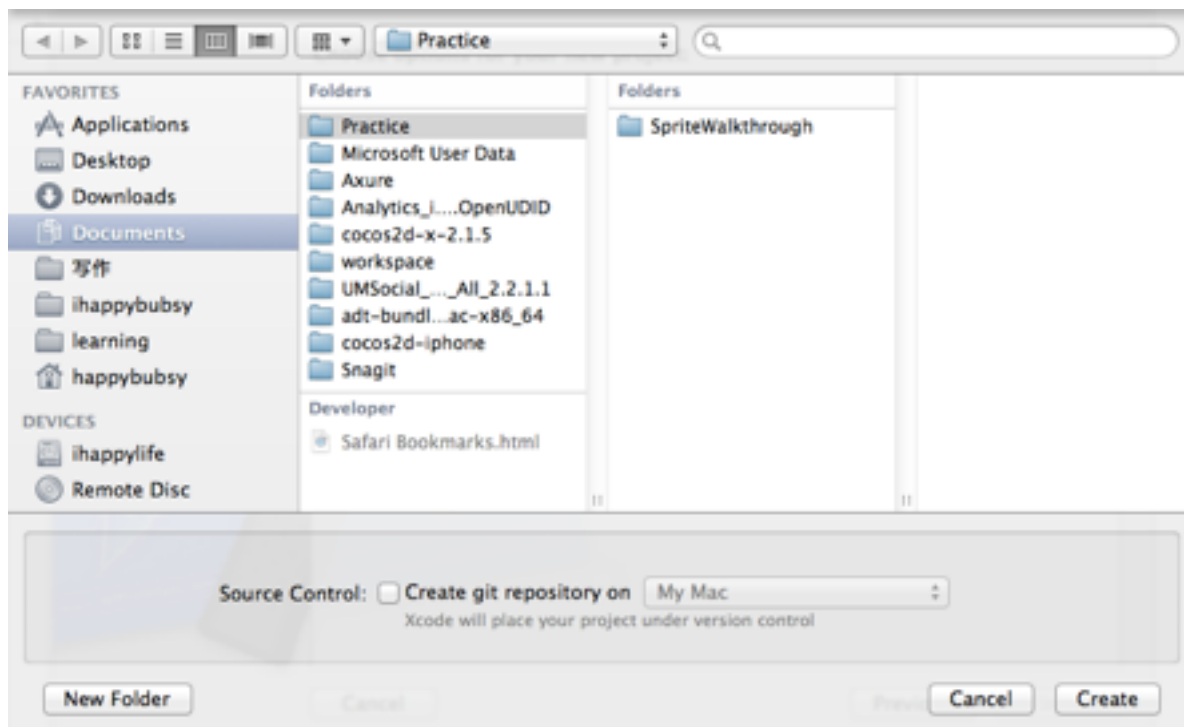 Practice
FAVORITES
Applications
Desktop
Downloads
Documents
写作
ihappybubsy
learning
happybubsy
DEVICES
ihappylife
Remote Disc
Folders
Practice
Microsoft User Data
Axure
Analytics_i....OpenUDID
cocos2d-x-2.1.5
workspace
UMSocial_..._All_2.2.1.1
adt-bundl...ac-x86_64
cocos2d-iphone
Snagit
Developer
Safari Bookmarks.html
Folders
SpriteWalkthrough
Source Control: Create git repository on My Mac
Xcode will place your project under version control
New Folder
Cancel
Cancel
Create